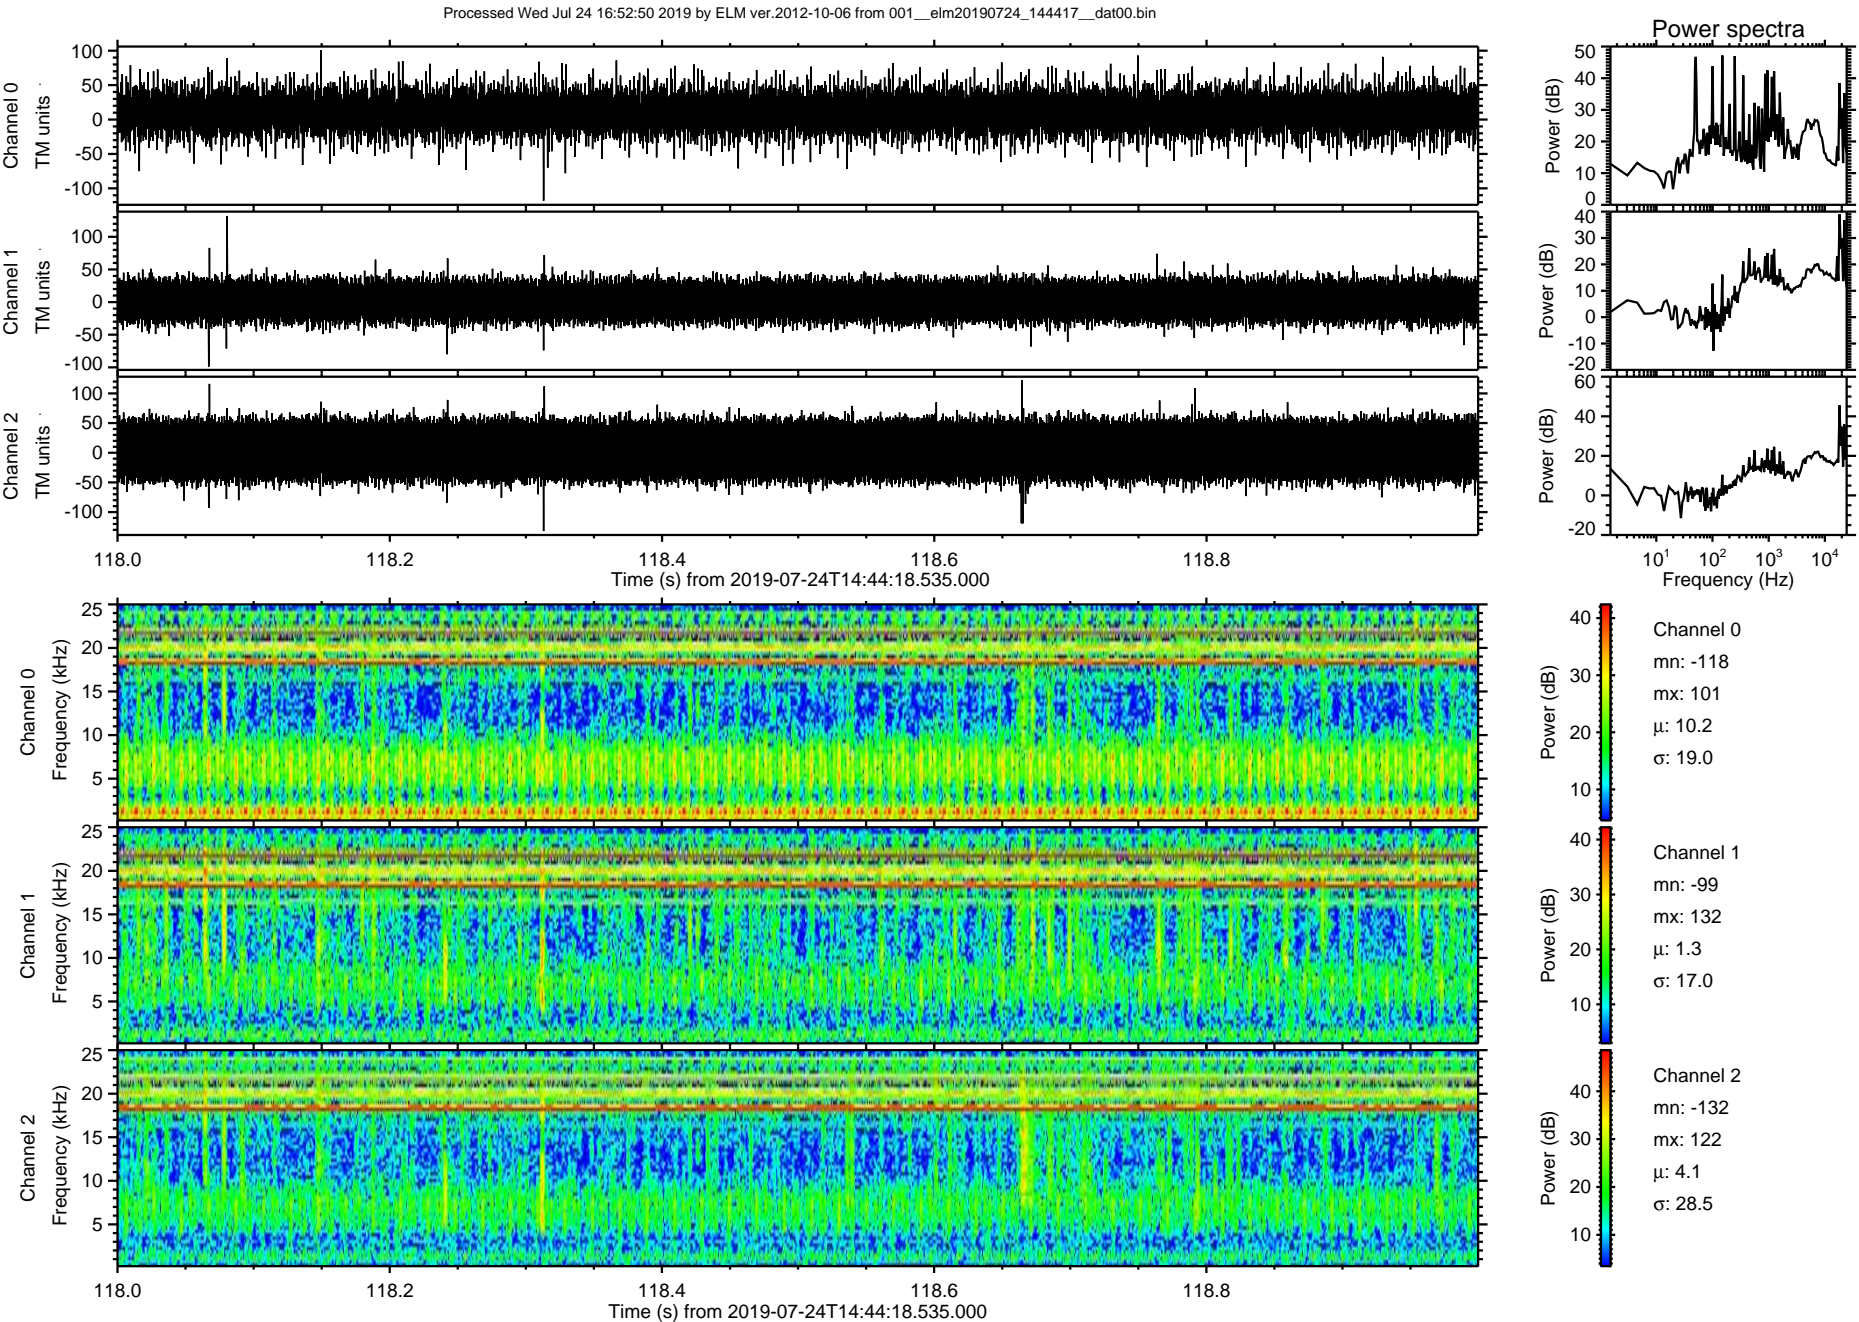 Processed Wed Jul 24 16:52:50 2019 by ELM ver.2012-10-06 from 001__elm20190724_144417__dat00.bin
Power spectra
Channel 0
TM units
100
50
0
-50
-100
Power (dB)
50
40
30
20
10
0
Channel 1
TM units
100
50
0
-50
-100
Power (dB)
40
30
20
10
0
-10
-20
Channel 2
TM units
100
50
0
-50
-100
Power (dB)
60
40
20
0
-20
118.0 118.2 118.4 118.6 118.8
Time (s) from 2019-07-24T14:44:18.535.000
10¹ 10² 10³ 10⁴
Frequency (Hz)
Channel 0
Frequency (kHz)
25
20
15
10
5
Power (dB)
40
30
20
10
Channel 0
mn: -118
mx: 101
μ: 10.2
σ: 19.0
Channel 1
Frequency (kHz)
25
20
15
10
5
Power (dB)
40
30
20
10
Channel 1
mn: -99
mx: 132
μ: 1.3
σ: 17.0
Channel 2
Frequency (kHz)
25
20
15
10
5
Power (dB)
40
30
20
10
Channel 2
mn: -132
mx: 122
μ: 4.1
σ: 28.5
118.0 118.2 118.4 118.6 118.8
Time (s) from 2019-07-24T14:44:18.535.000